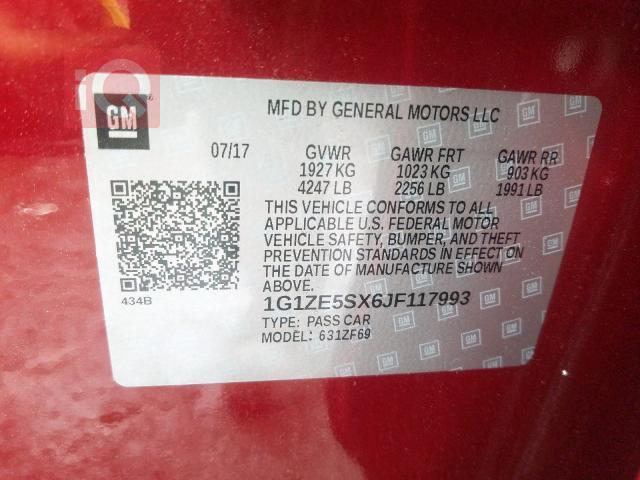 GM
MFD BY GENERAL MOTORS LLC
07/17 GVWR GAWR FRT GAWR RR
1927 KG 1023 KG 903 KG
4247 LB 2256 LB 1991 LB
THIS VEHICLE CONFORMS TO ALL
APPLICABLE U.S. FEDERAL MOTOR
VEHICLE SAFETY, BUMPER, AND THEFT
PREVENTION STANDARDS IN EFFECT ON
THE DATE OF MANUFACTURE SHOWN
ABOVE.
434B
1G1ZE5SX6JF117993
TYPE: PASS CAR
MODEL: 631ZF69